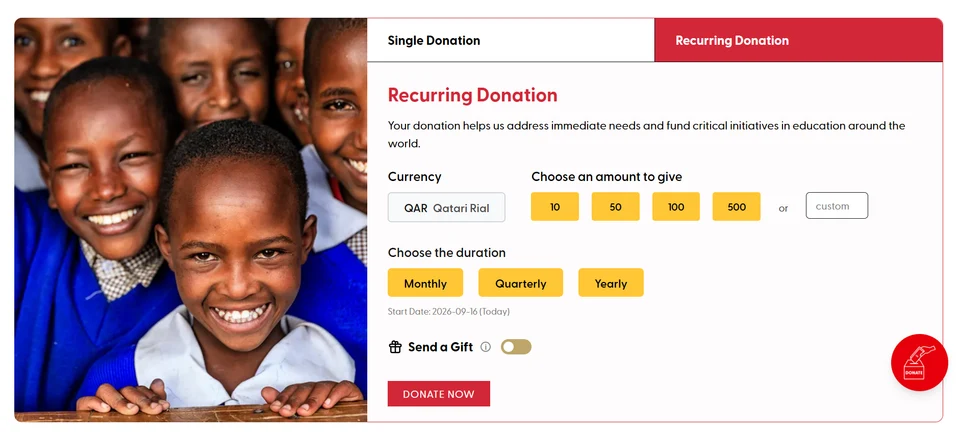 Single Donation
Recurring Donation
Recurring Donation
Your donation helps us address immediate needs and fund critical initiatives in education around the
world.
Currency
Choose an amount to give
QAR Qatari Rial
10
50
100
500
or
custom
Choose the duration
Monthly
Quarterly
Yearly
Start Date: 2026-09-16 (Today)
Send a Gift
DONATE
DONATE NOW